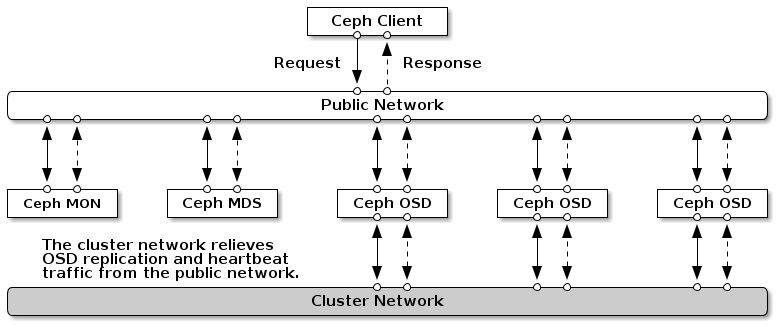 Ceph Client
Request
Response
Public Network
Ceph MON
Ceph MDS
Ceph OSD
Ceph OSD
Ceph OSD
The cluster network relieves
OSD replication and heartbeat
traffic from the public network.
Cluster Network